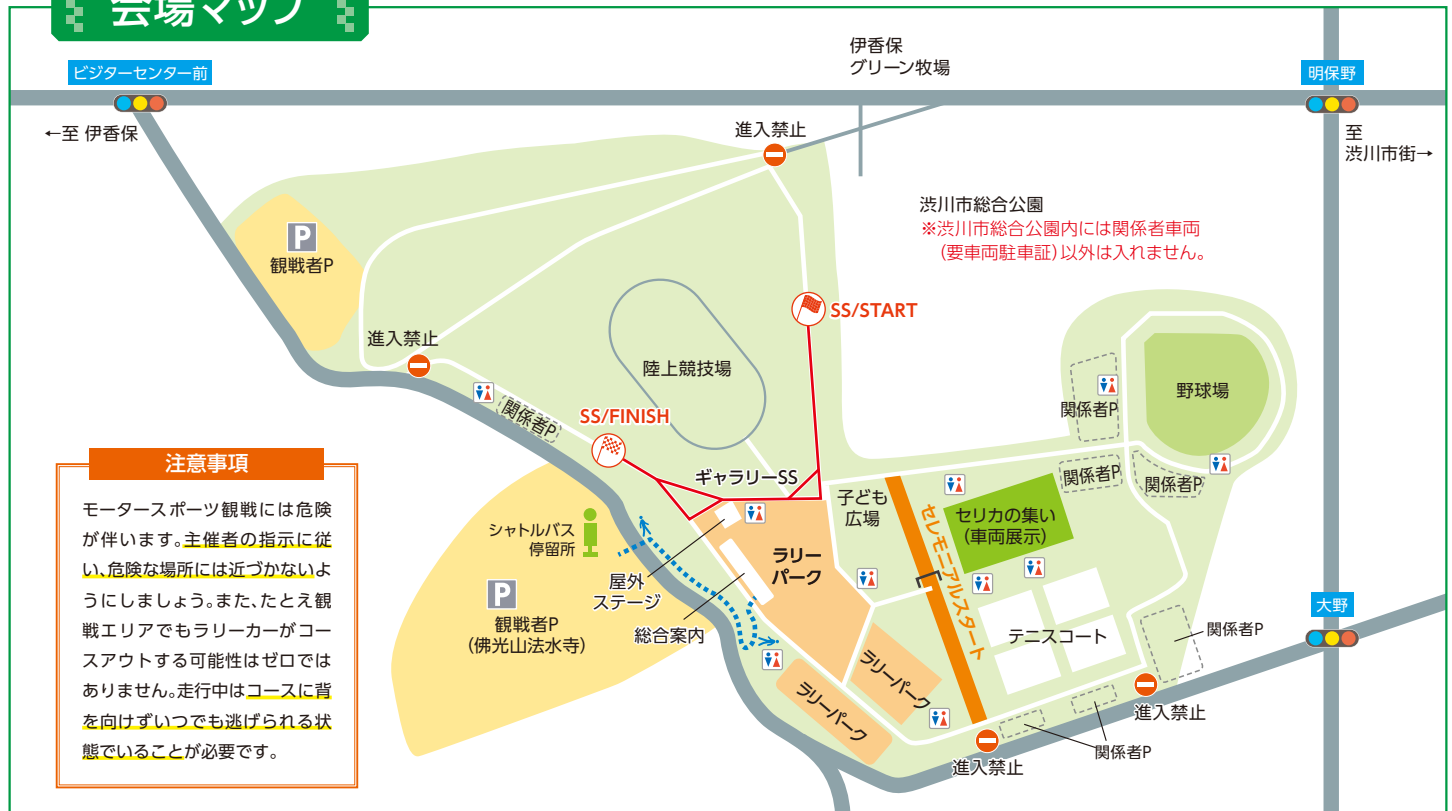 会場マップ
ビジターセンター前
←至 伊香保
伊香保
グリーン牧場
明保野
至
渋川市街→
進入禁止
渋川市総合公園
※渋川市総合公園内には関係者車両
(要車両駐車証)以外は入れません。
P
観戦者P
SS/START
進入禁止
陸上競技場
野球場
関係者P
関係者P
SS/FINISH
ギャラリーSS
関係者P
関係者P
子ども
広場
セレモニアルスタート
セリカの集い
(車両展示)
注意事項
モータースポーツ観戦には危険
が伴います。主催者の指示に従
い、危険な場所には近づかないよ
うにしましょう。また、たとえ観
戦エリアでもラリーカーがコー
スアウトする可能性はゼロでは
ありません。走行中はコースに背
を向けずいつでも逃げられる状
態でいることが必要です。
シャトルバス
停留所
ラリー
パーク
屋外
ステージ
総合案内
P
観戦者P
(佛光山法水寺)
テニスコート
関係者P
大野
ラリーパーク
ラリーパーク
進入禁止
関係者P
進入禁止